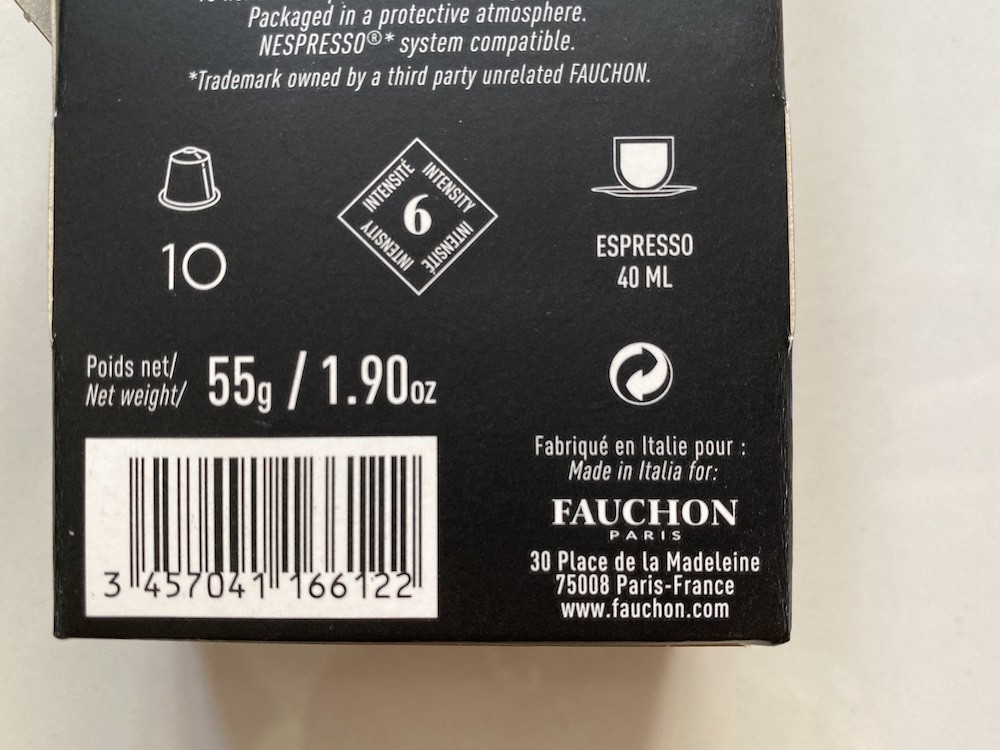 Packaged in a protective atmosphere.
NESPRESSO®* system compatible.
*Trademark owned by a third party unrelated FAUCHON.
INTENSITÉ INTENSITY
6
INTENSITY INTENSITÉ
10
ESPRESSO
40 ML
Poids net/
Net weight/
55g / 1.90oz
3 457041 166122
Fabriqué en Italie pour :
Made in Italia for:
FAUCHON
PARIS
30 Place de la Madeleine
75008 Paris-France
www.fauchon.com